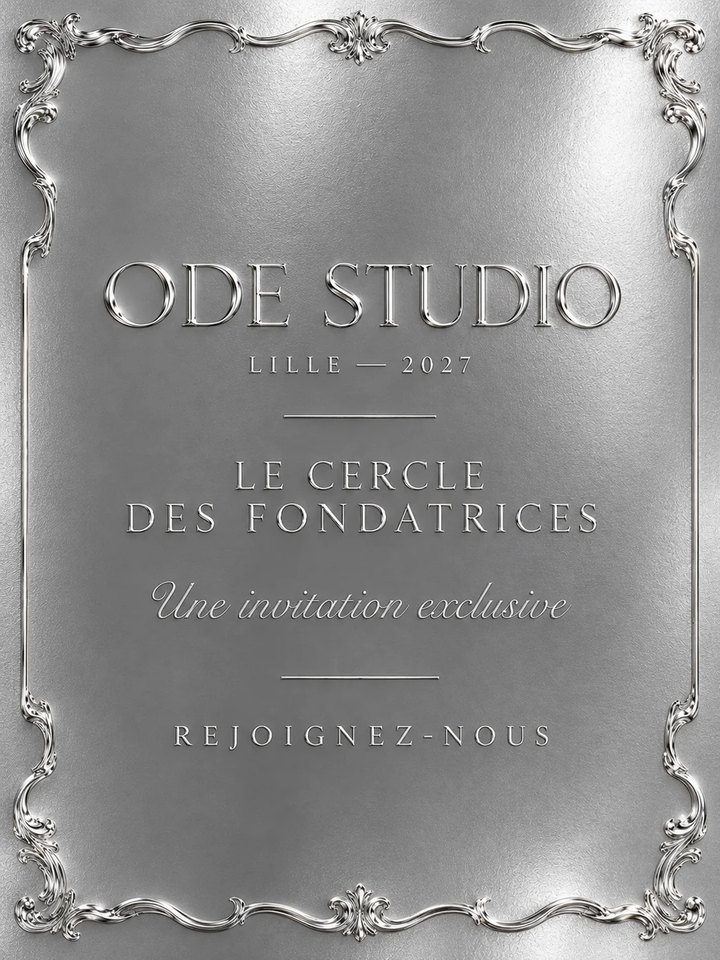 ODE STUDIO
LILLE — 2027
LE CERCLE
DES FONDATRICES
Une invitation exclusive
REJOIGNEZ-NOUS